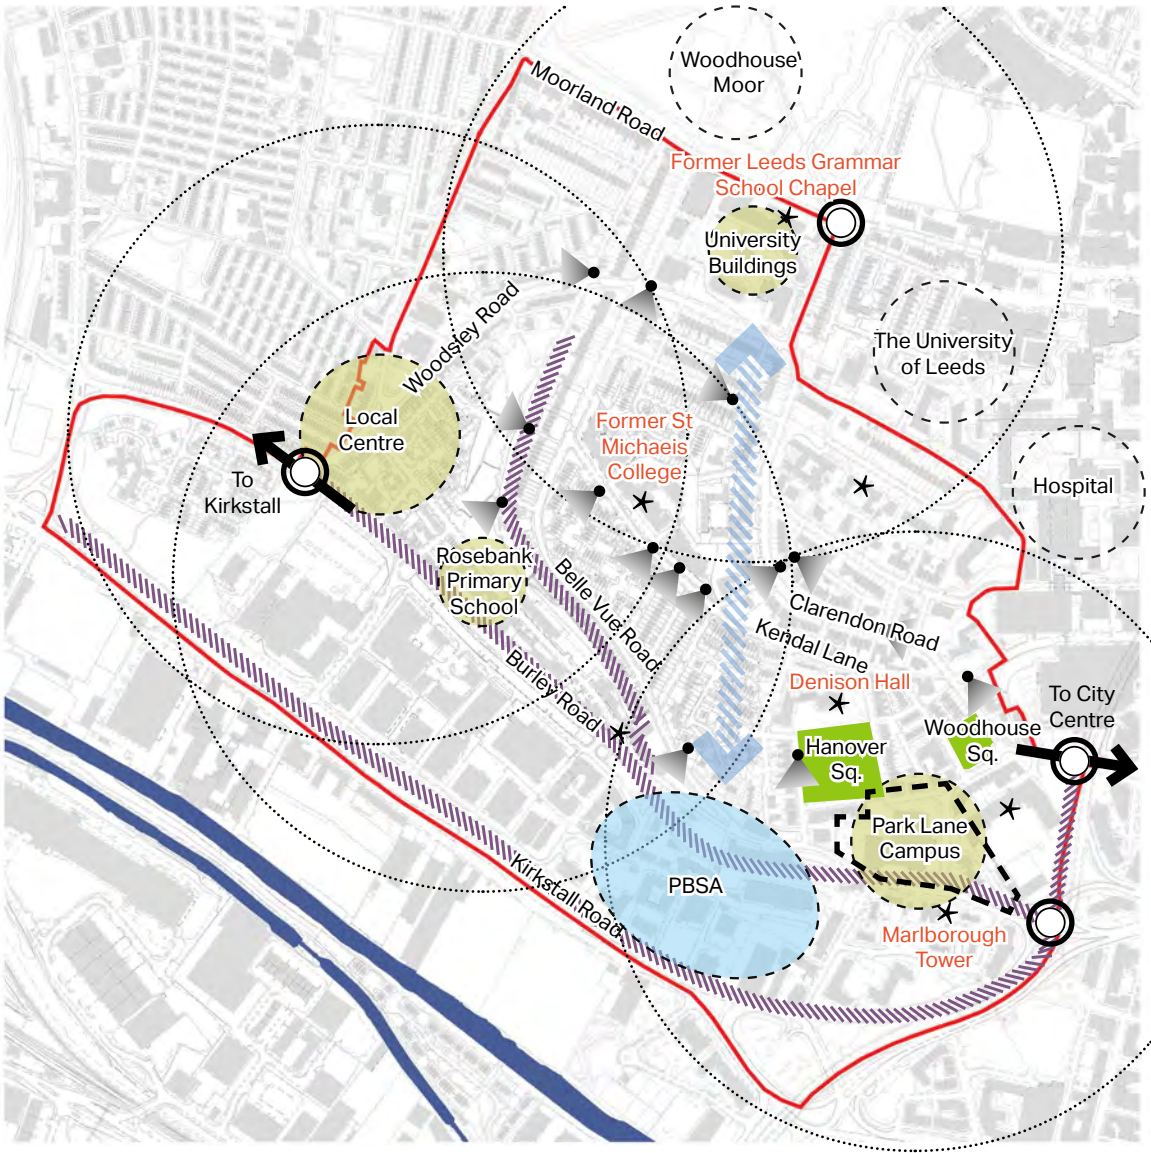 Woodhouse
Moor
Moorland Road
Former Leeds Grammar
School Chapel
University
Buildings
Woodsley Road
The University
of Leeds
Local
Centre
Former St
Michaeis
College
To
Kirkstall
Hospital
Rosebank
Primary
School
Belle Vue Road
Clarendon Road
Kendal Lane
Burley Road
Denison Hall
To City
Centre
Woodhouse
Sq.
Hanover
Sq.
Park Lane
Campus
PBSA
Kirkstall Road
Marlborough
Tower